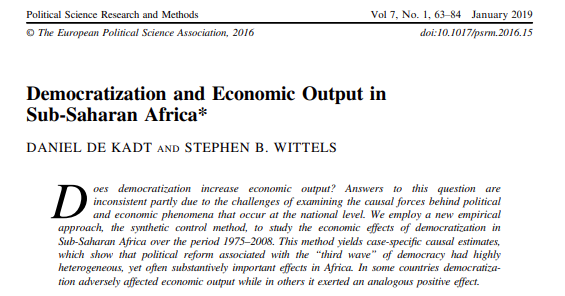 Political Science Research and Methods Vol 7, No. 1, 63–84 January 2019
© The European Political Science Association, 2016 doi:10.1017/psrm.2016.15
Democratization and Economic Output in
Sub-Saharan Africa*
DANIEL DE KADT AND STEPHEN B. WITTELS
Does democratization increase economic output? Answers to this question are
inconsistent partly due to the challenges of examining the causal forces behind political
and economic phenomena that occur at the national level. We employ a new empirical
approach, the synthetic control method, to study the economic effects of democratization in
Sub-Saharan Africa over the period 1975–2008. This method yields case-specific causal estimates,
which show that political reform associated with the “third wave” of democracy had highly
heterogeneous, yet often substantively important effects in Africa. In some countries democratiza-
tion adversely affected economic output while in others it exerted an analogous positive effect.